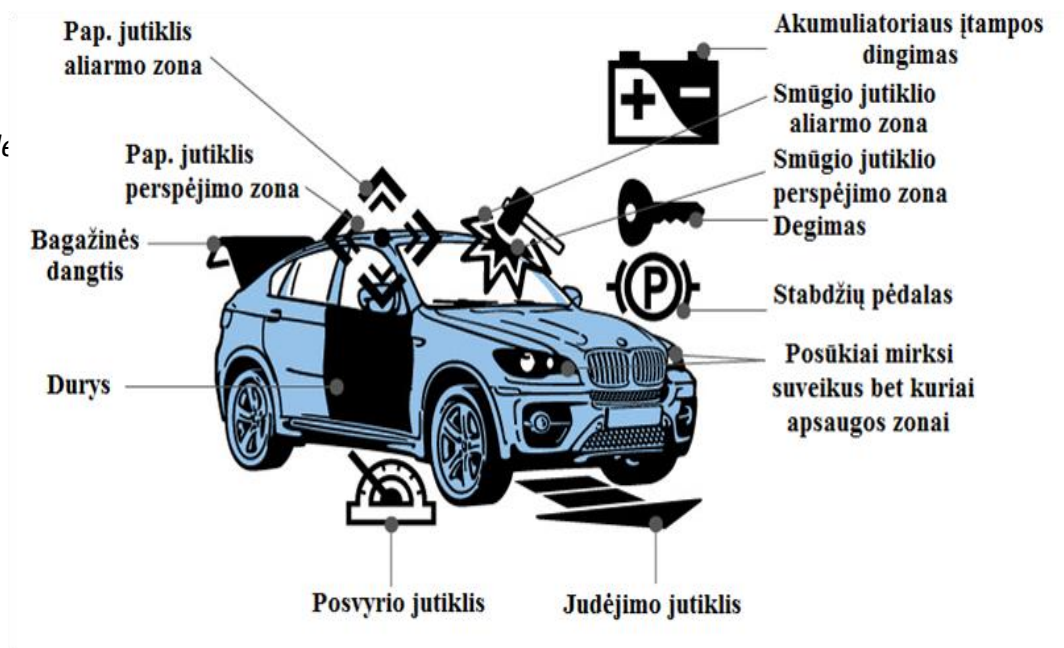 Pap. jutiklis
aliarmo zona
Pap. jutiklis
perspėjimo zona
Bagažinės
dangtis
Durys
Posvyrio jutiklis
Judėjimo jutiklis
Akumuliatoriaus įtampos
dingimas
Smūgio jutiklio
aliarmo zona
Smūgio jutiklio
perspėjimo zona
Degimas
P
Stabdžių pėdalas
Posūkiai mirksi
suveikus bet kuriai
apsaugos zonai